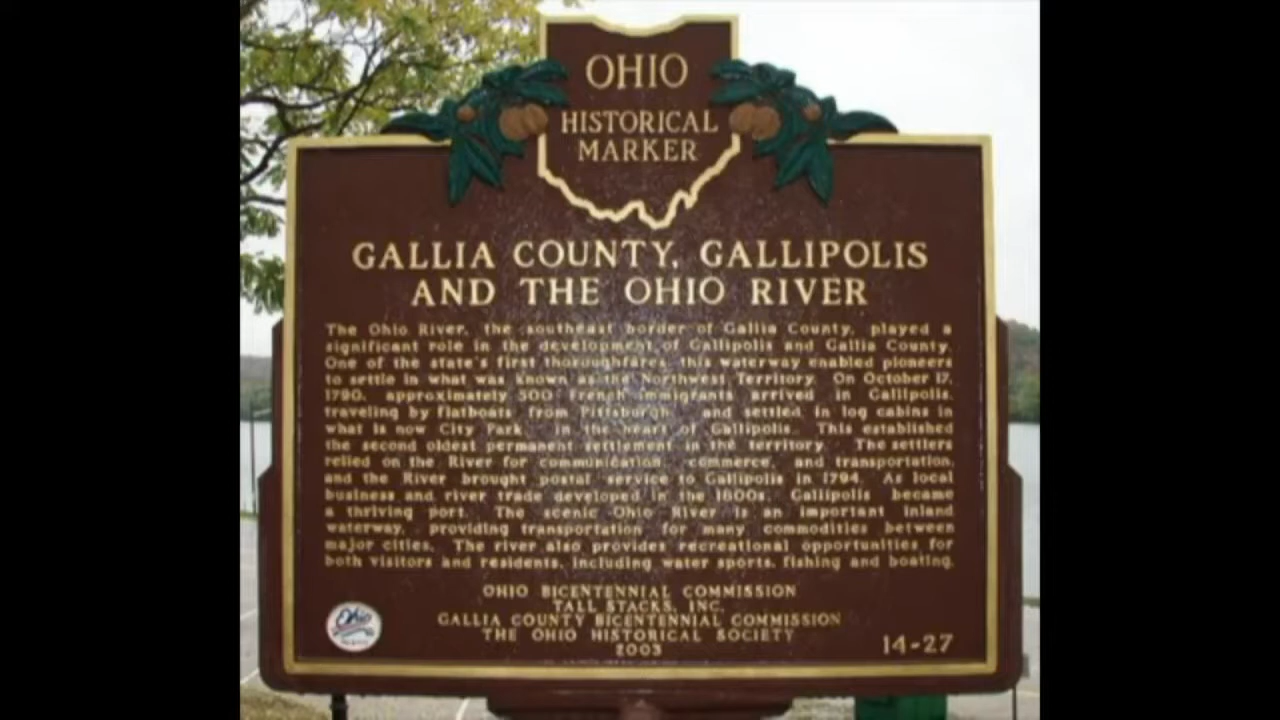 OHIO
HISTORICAL
MARKER
GALLIA COUNTY, GALLIPOLIS
AND THE OHIO RIVER
The Ohio River, the southeast border of Gallia County, played a
significant role in the development of Gallipolis and Gallia County.
One of the state's first thoroughfares, this waterway enabled pioneers
to settle in what was known as the Northwest Territory. On October 17,
1790, approximately 500 French immigrants arrived in Gallipolis,
traveling by flatboats from Pittsburgh, and settled in log cabins in
what is now City Park, in the heart of Gallipolis. This established
the second oldest permanent settlement in the territory. The settlers
relied on the River for communication, commerce, and transportation,
and the River brought postal service to Gallipolis in 1794. As local
business and river trade developed in the 1800s, Gallipolis became
a thriving port. The scenic Ohio River is an important inland
waterway, providing transportation for many commodities between
major cities. The river also provides recreational opportunities for
both visitors and residents, including water sports, fishing and boating.
OHIO BICENTENNIAL COMMISSION
TALL STACKS, INC.
GALLIA COUNTY BICENTENNIAL COMMISSION
THE OHIO HISTORICAL SOCIETY
2003
14-27
Ohio